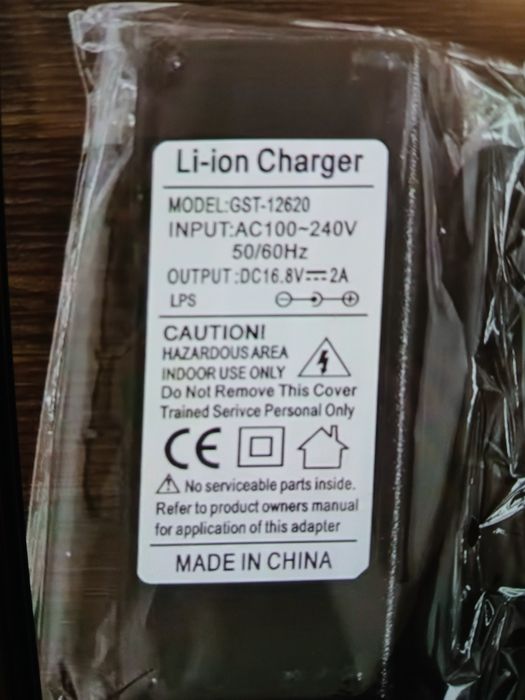 Li-ion Charger
MODEL:GST-12620
INPUT:AC100~240V
50/60Hz
OUTPUT:DC16.8V⎓2A
LPS
CAUTION!
HAZARDOUS AREA
INDOOR USE ONLY
Do Not Remove This Cover
Trained Serivce Personal Only
CE
No serviceable parts inside.
Refer to product owners manual
for application of this adapter
MADE IN CHINA